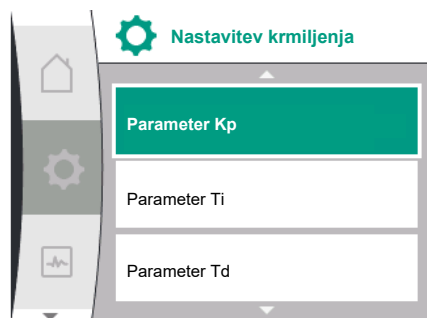 Nastavitev krmiljenja
Parameter Kp
Parameter Ti
Parameter Td